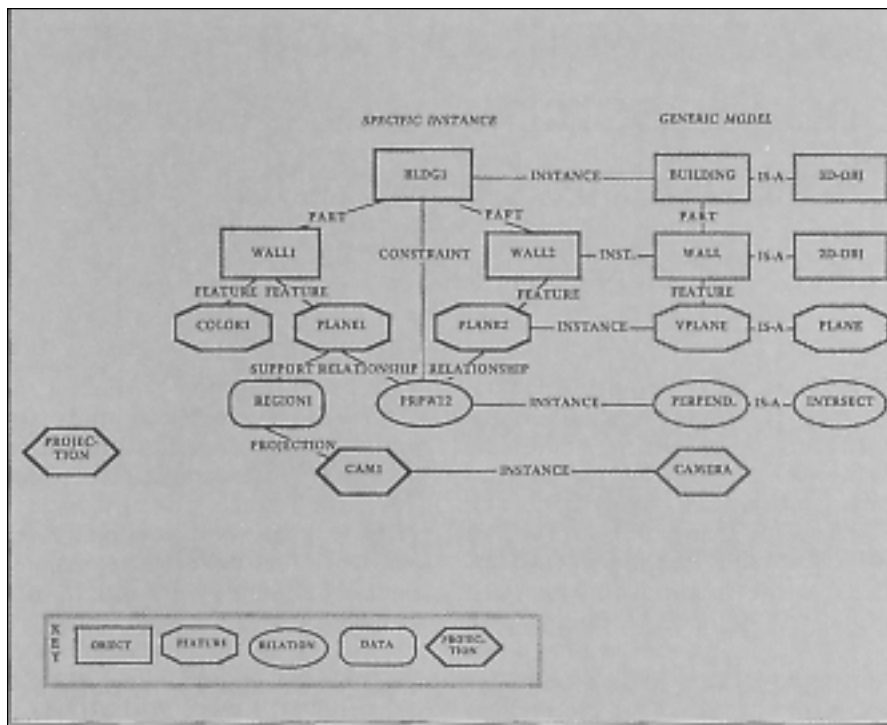 SPECIFIC INSTANCE GENERIC MODEL
BLDG1 INSTANCE BUILDING IS-A 3D-OBJ
PART PART PART
WALL1 CONSTRAINT WALL2 INST. WALL IS-A 2D-OBJ
FEATURE FEATURE FEATURE FEATURE
COLOR1 PLANE1 PLANE2 INSTANCE VPLANE IS-A PLANE
SUPPORT RELATIONSHIP RELATIONSHIP
REGION1 PRPW12 INSTANCE PERPEND. IS-A INTRSECT
PROJEC-
TION
PROJECTION
CAM1 INSTANCE CAMERA
KEY
OBJECT FEATURE RELATION DATA PROJEC-
TION